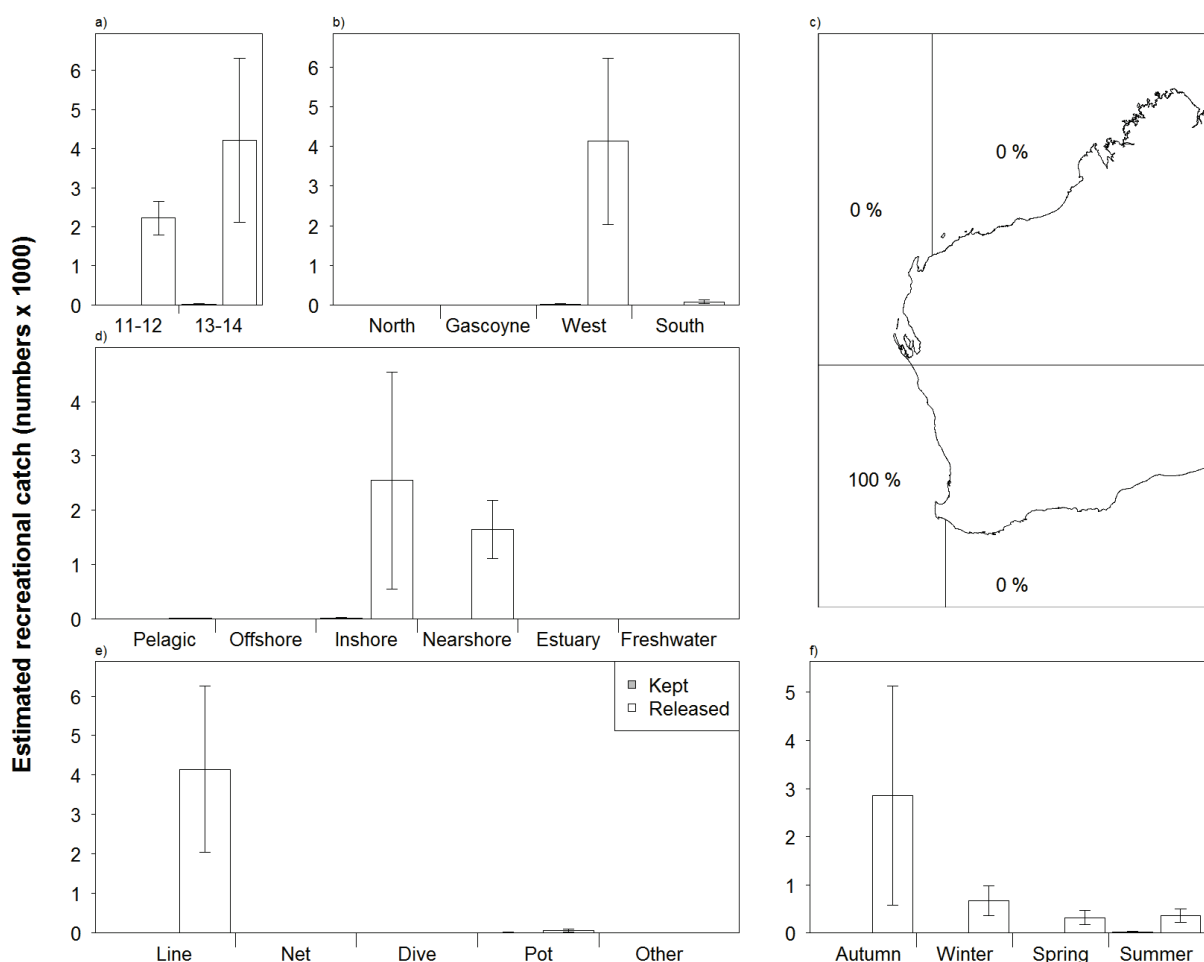 Estimated recreational catch (numbers x 1000)
a)
6
5
4
3
2
1
0
11-12 13-14
b)
6
5
4
3
2
1
0
North Gascoyne West South
c)
0 %
0 %
100 %
0 %
d)
4
3
2
1
0
Pelagic Offshore Inshore Nearshore Estuary Freshwater
e)
6
5
4
3
2
1
0
Kept
Released
Line Net Dive Pot Other
f)
5
4
3
2
1
0
Autumn Winter Spring Summer